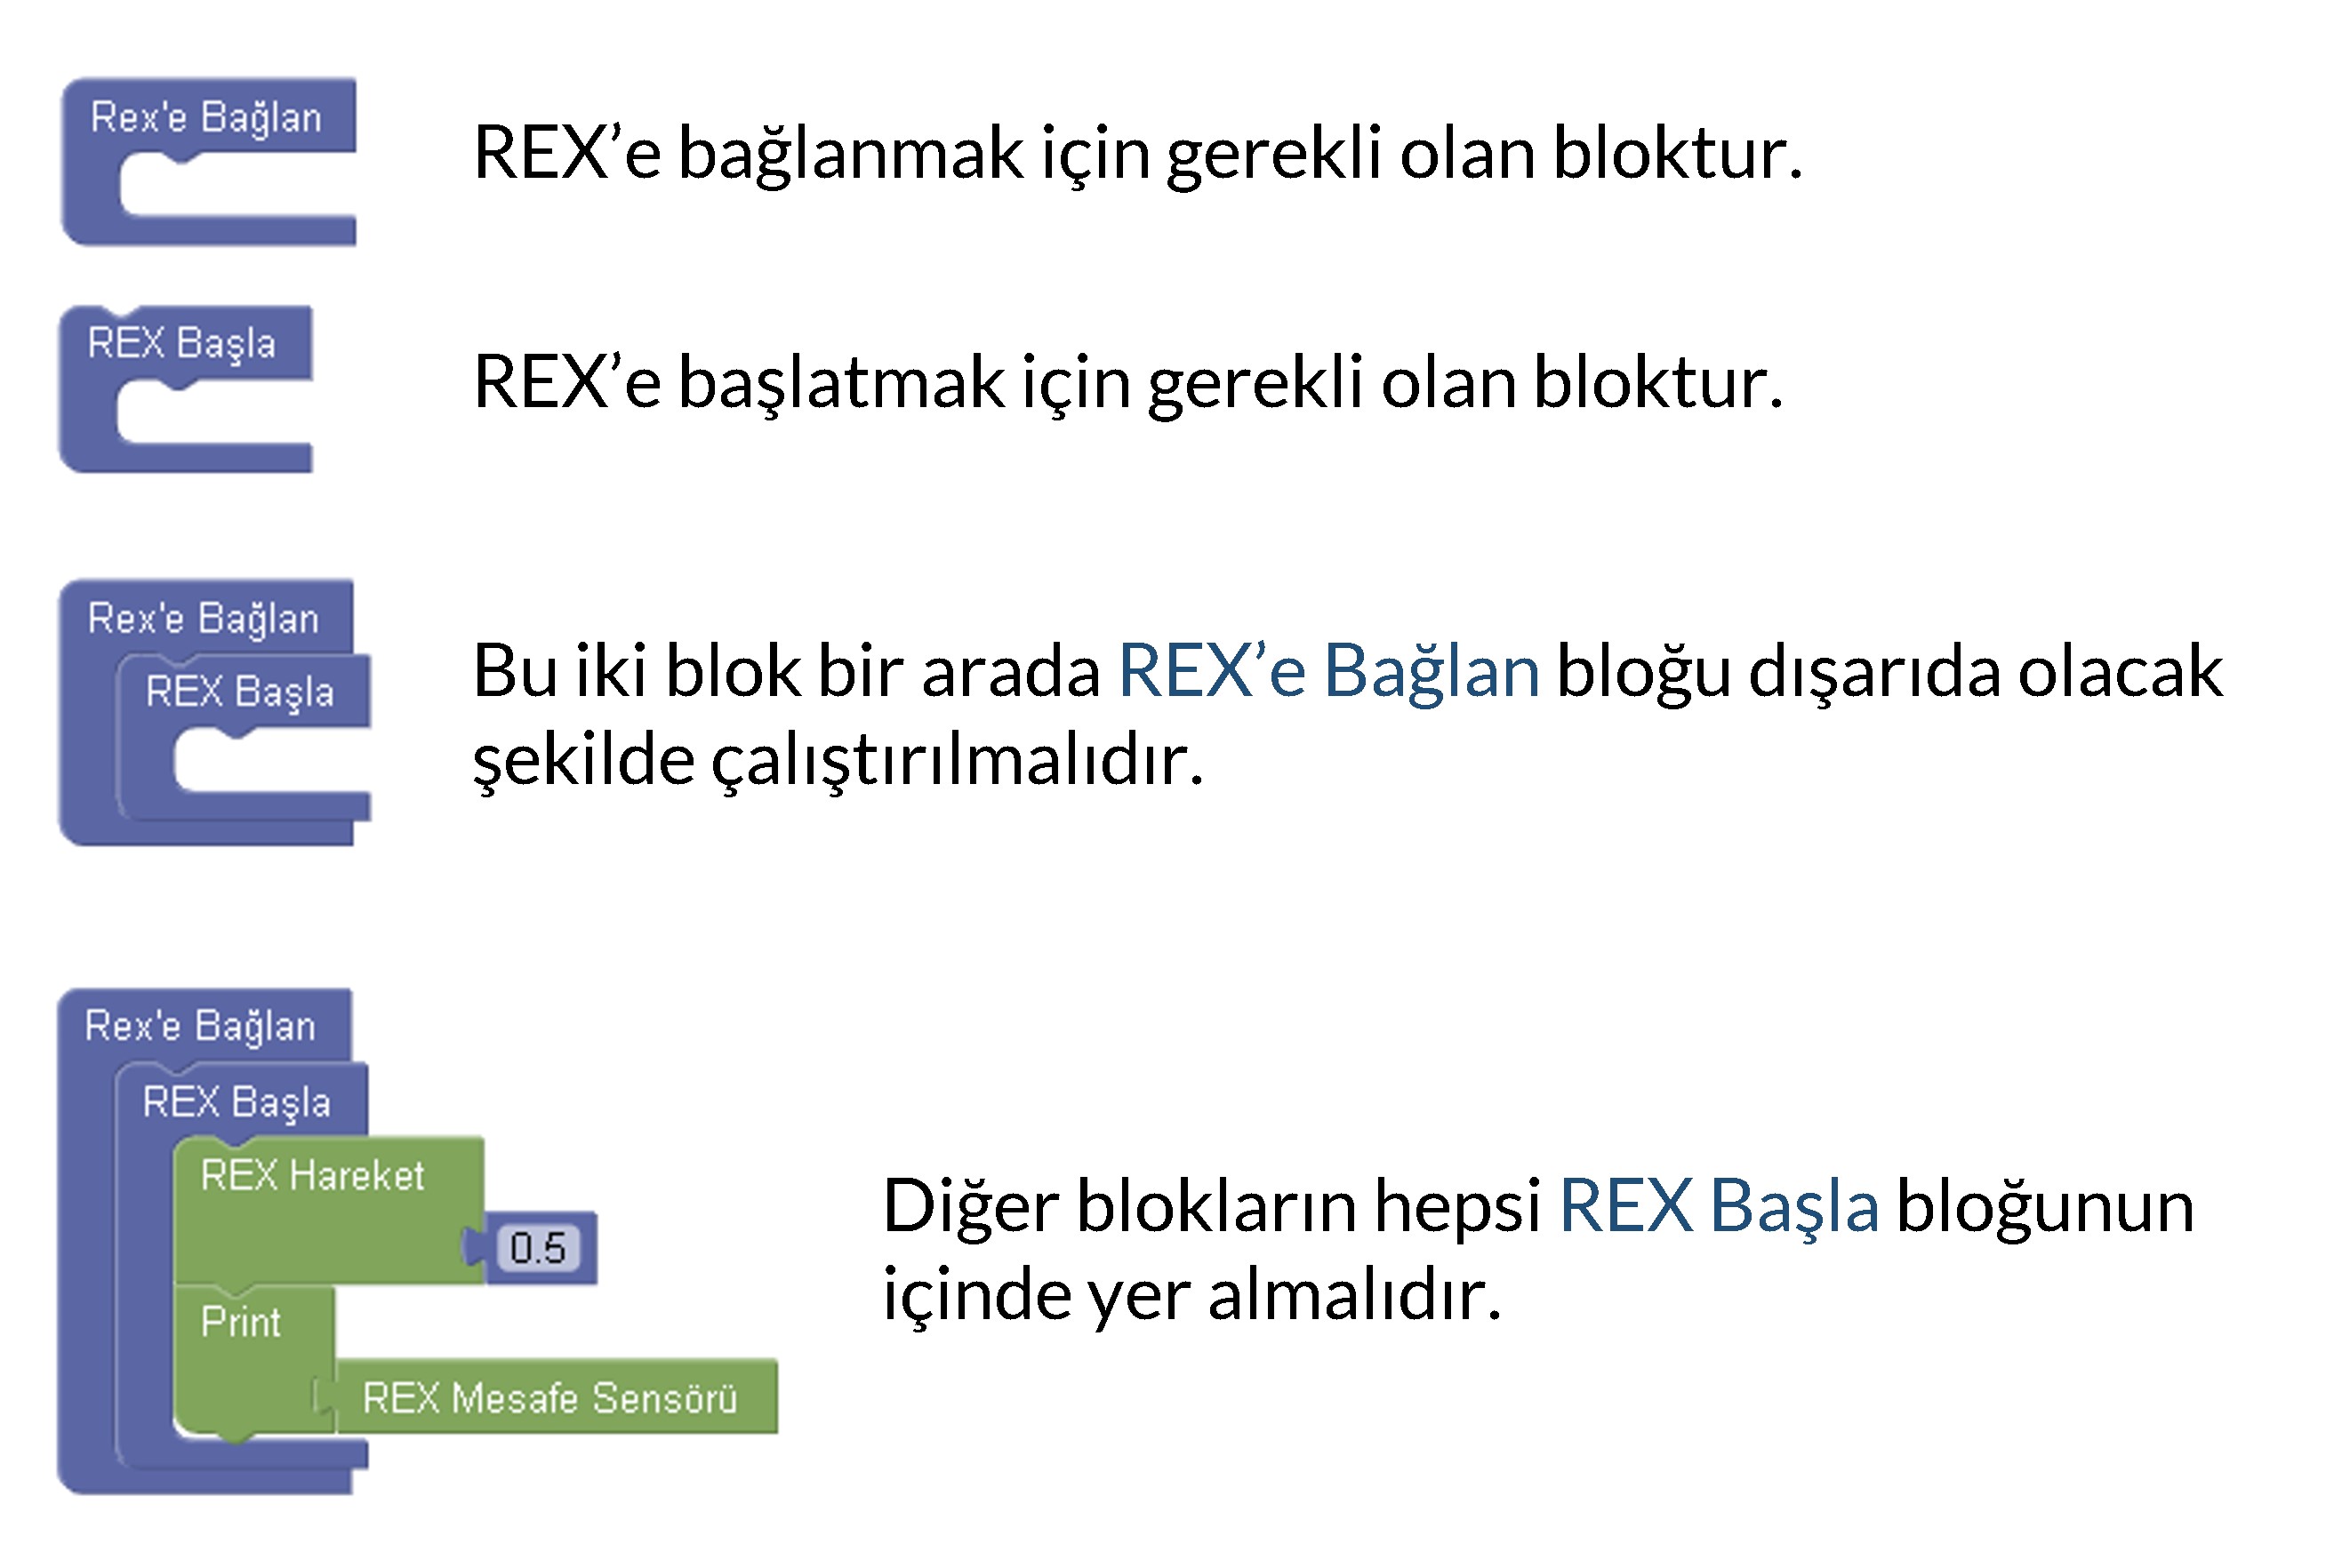 Rex'e Bağlan
REX’e bağlanmak için gerekli olan bloktur.
REX Başla
REX’e başlatmak için gerekli olan bloktur.
Rex'e Bağlan
REX Başla
Bu iki blok bir arada REX’e Bağlan bloğu dışarıda olacak
şekilde çalıştırılmalıdır.
Rex'e Bağlan
REX Başla
REX Hareket
0.5
Print
REX Mesafe Sensörü
Diğer blokların hepsi REX Başla bloğunun
içinde yer almalıdır.